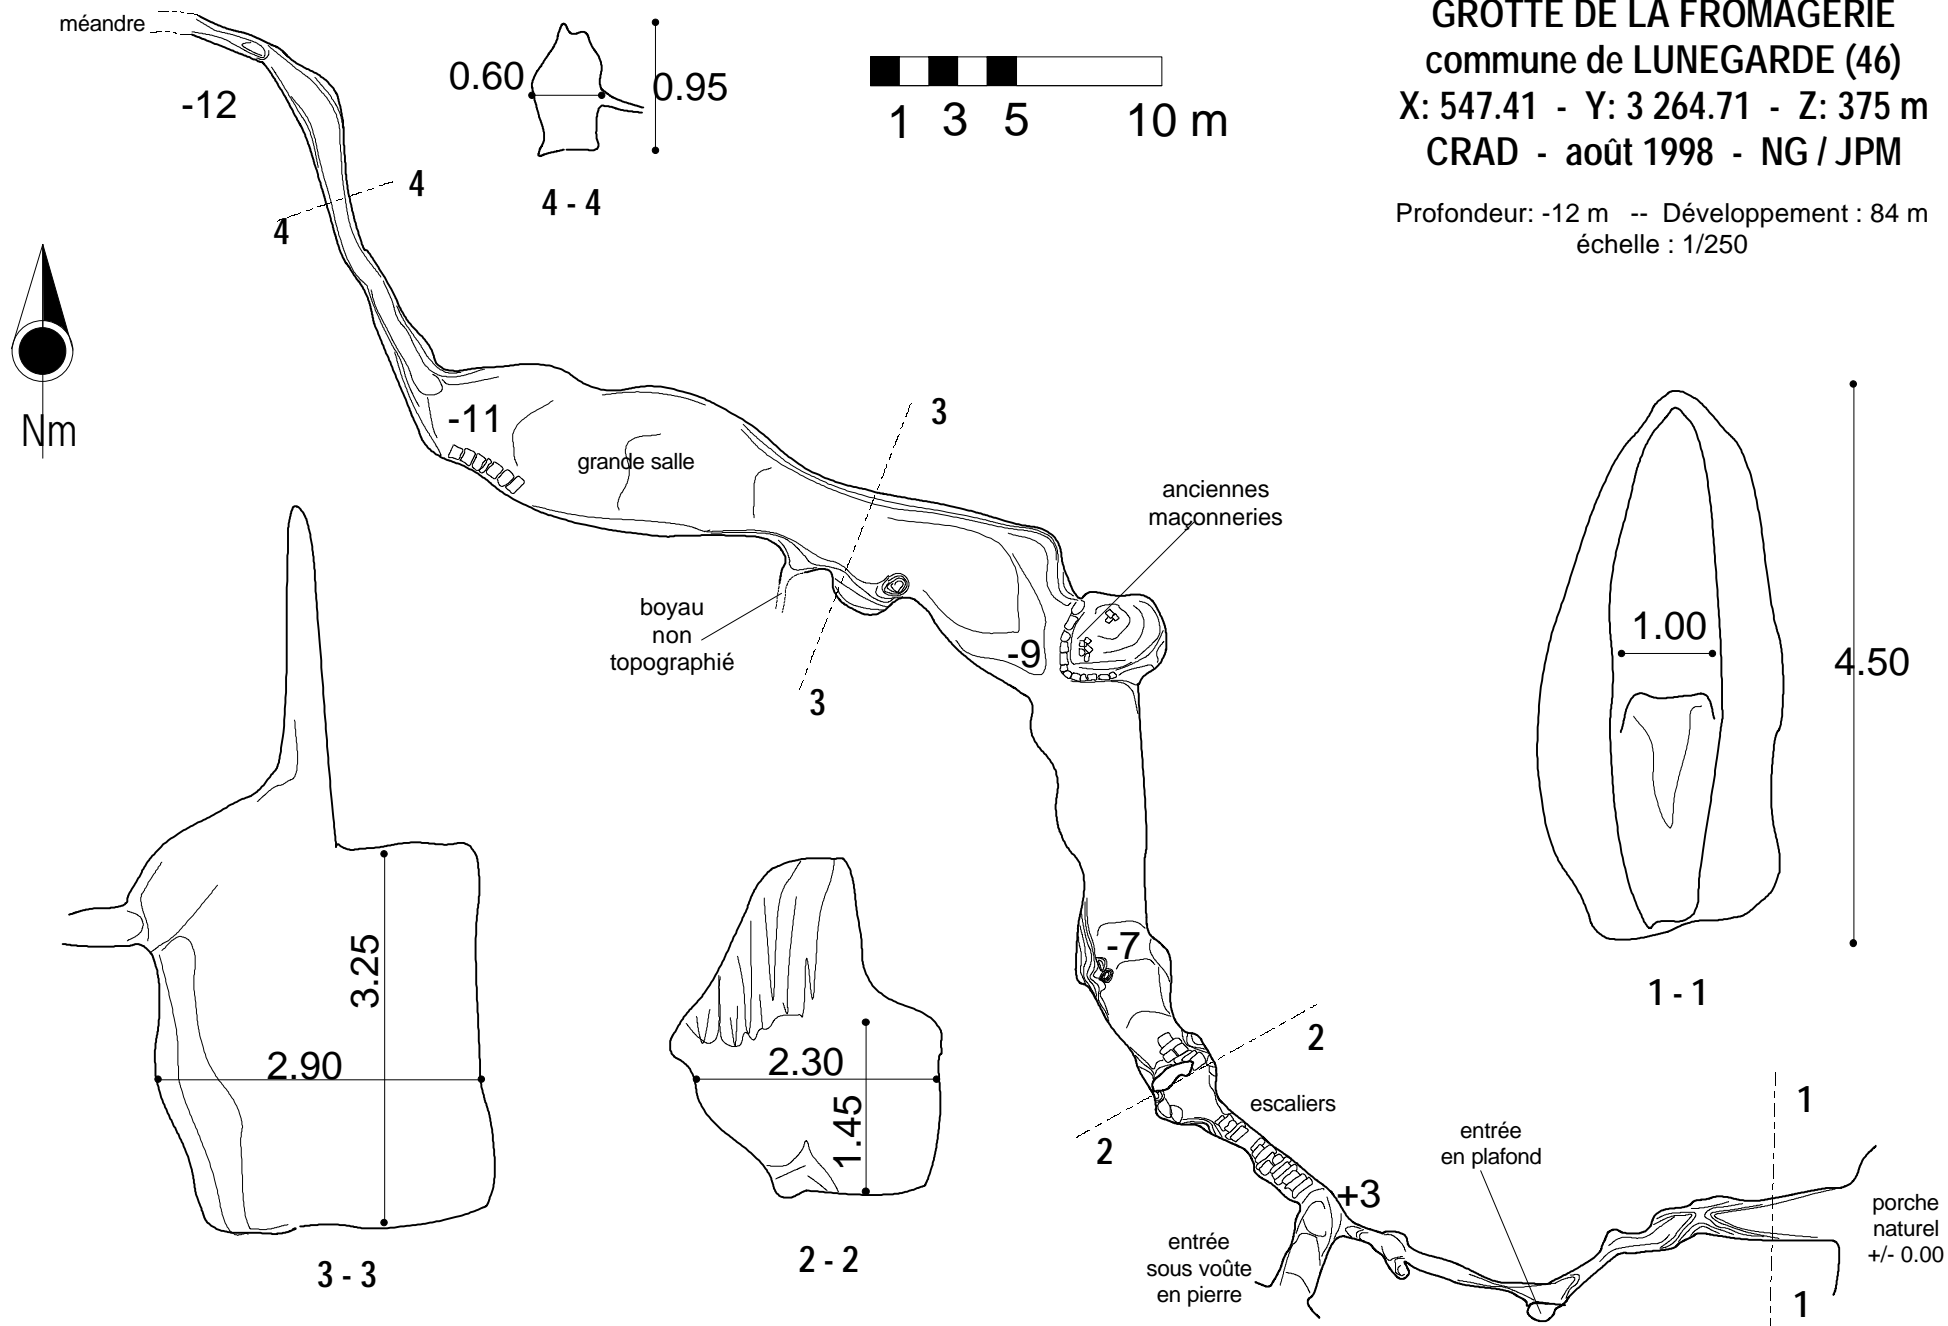 GROTTE DE LA FROMAGERIE
commune de LUNEGARDE (46)
X: 547.41 - Y: 3 264.71 - Z: 375 m
CRAD - août 1998 - NG / JPM
Profondeur: -12 m -- Développement : 84 m
échelle : 1/250
1 3 5 10 m
méandre
-12
0.60
0.95
4 - 4
4
4
Nm
-11
grande salle
3
anciennes
maçonneries
boyau
non
topographié
-9
3
1.00
4.50
1 - 1
3.25
2.90
3 - 3
2.30
1.45
2 - 2
-7
2
2
escaliers
+3
entrée
en plafond
1
porche
naturel
+/- 0.00
entrée
sous voûte
en pierre
1